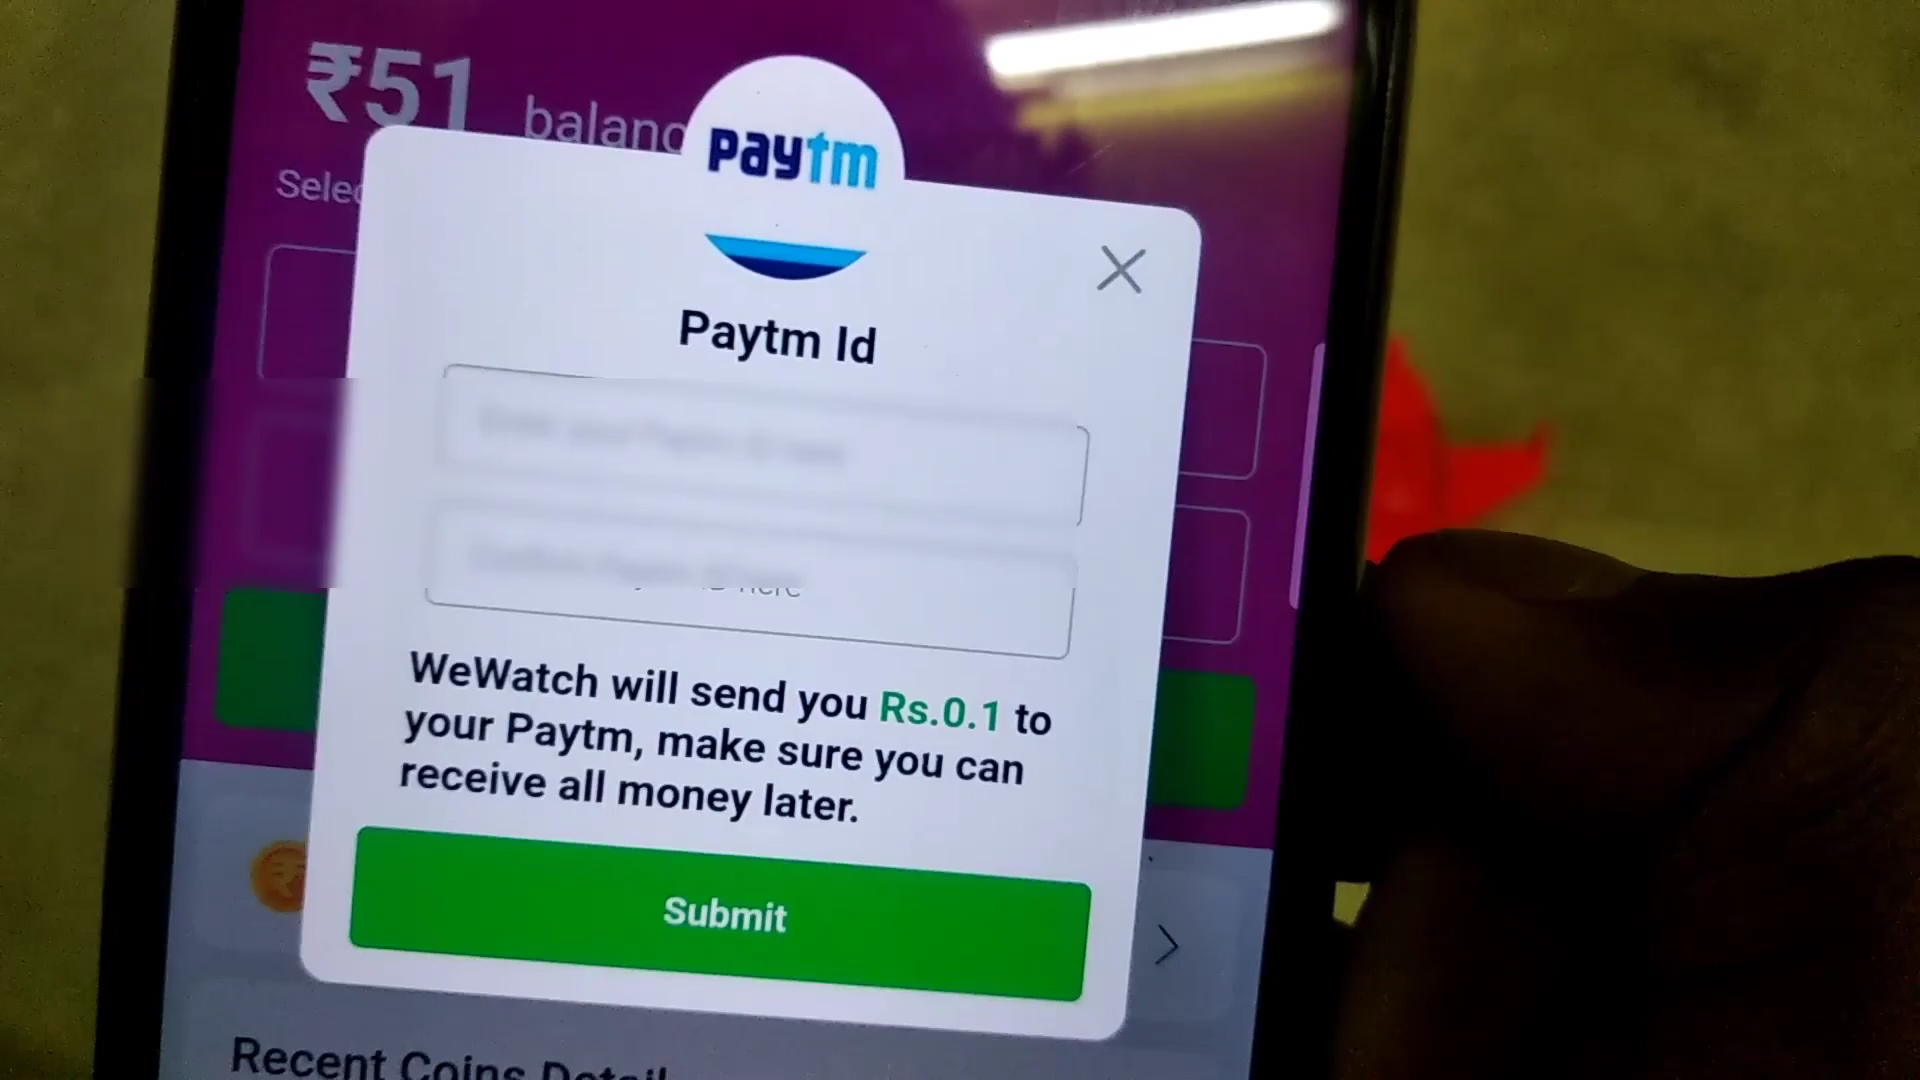 ₹51 balanc
Selec
paytm
Paytm Id
WeWatch will send you Rs.0.1 to
your Paytm, make sure you can
receive all money later.
Submit
Recent Coins Detail